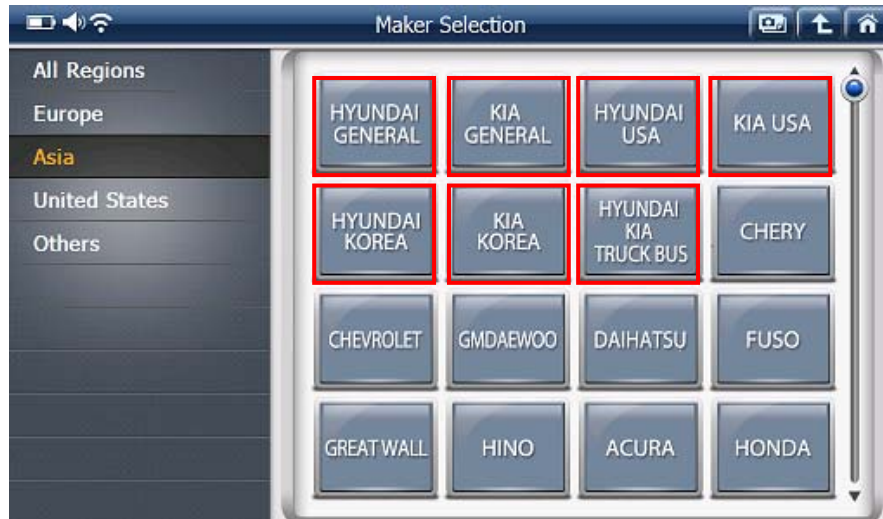 Maker Selection
All Regions
Europe
Asia
United States
Others
HYUNDAI
GENERAL
KIA
GENERAL
HYUNDAI
USA
KIA USA
HYUNDAI
KOREA
KIA
KOREA
HYUNDAI
KIA
TRUCK BUS
CHERY
CHEVROLET
GMDAEWOO
DAIHATSU
FUSO
GREAT WALL
HINO
ACURA
HONDA